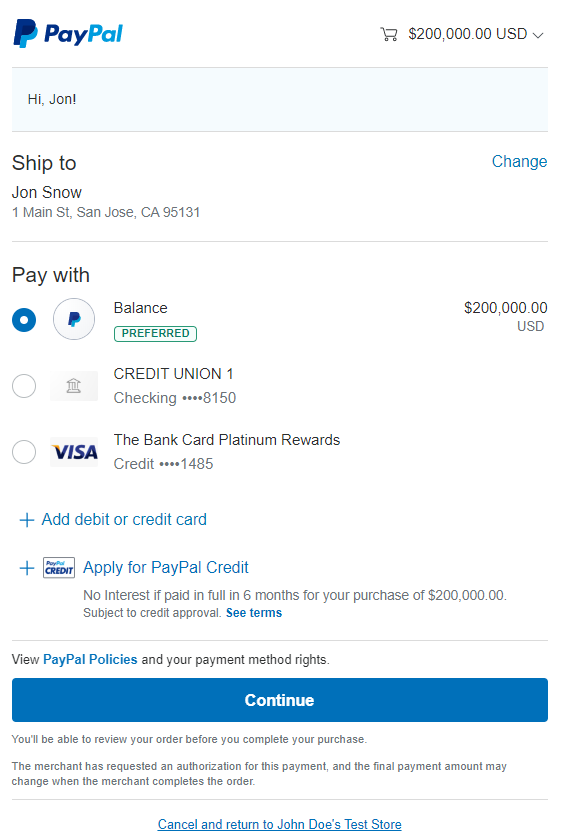 PayPal
$200,000.00 USD
Hi, Jon!
Ship to
Change
Jon Snow
1 Main St, San Jose, CA 95131
Pay with
Balance
$200,000.00
PREFERRED
USD
CREDIT UNION 1
Checking ••••8150
VISA
The Bank Card Platinum Rewards
Credit ••••1485
+ Add debit or credit card
+ PayPal CREDIT Apply for PayPal Credit
No Interest if paid in full in 6 months for your purchase of $200,000.00.
Subject to credit approval. See terms
View PayPal Policies and your payment method rights.
Continue
You'll be able to review your order before you complete your purchase.
The merchant has requested an authorization for this payment, and the final payment amount may
change when the merchant completes the order.
Cancel and return to John Doe's Test Store